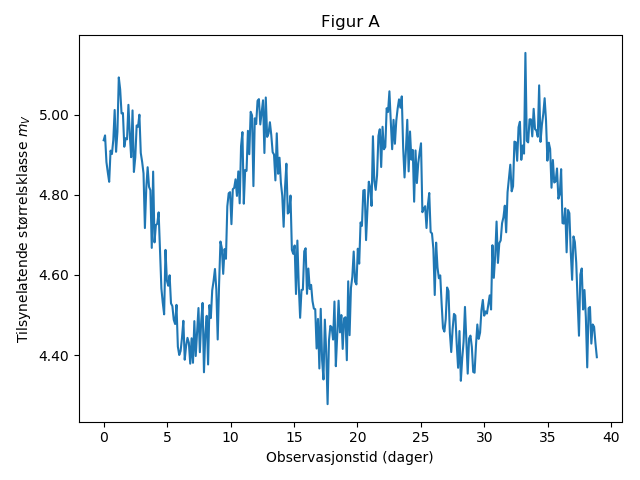 Figur A
Tilsynelatende størrelsesklasse m_V
5.00
4.80
4.60
4.40
0 5 10 15 20 25 30 35 40
Observasjonstid (dager)